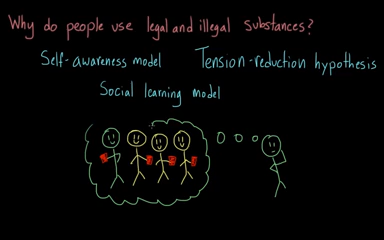 Why do people use legal and illegal substances?
Self-awareness model
Tension-reduction hypothesis
Social learning model